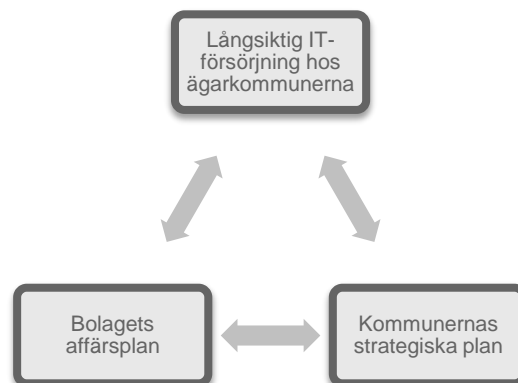 Långsiktig IT-
försörjning hos
ägarkommunerna
Bolagets
affärsplan
Kommunernas
strategiska plan